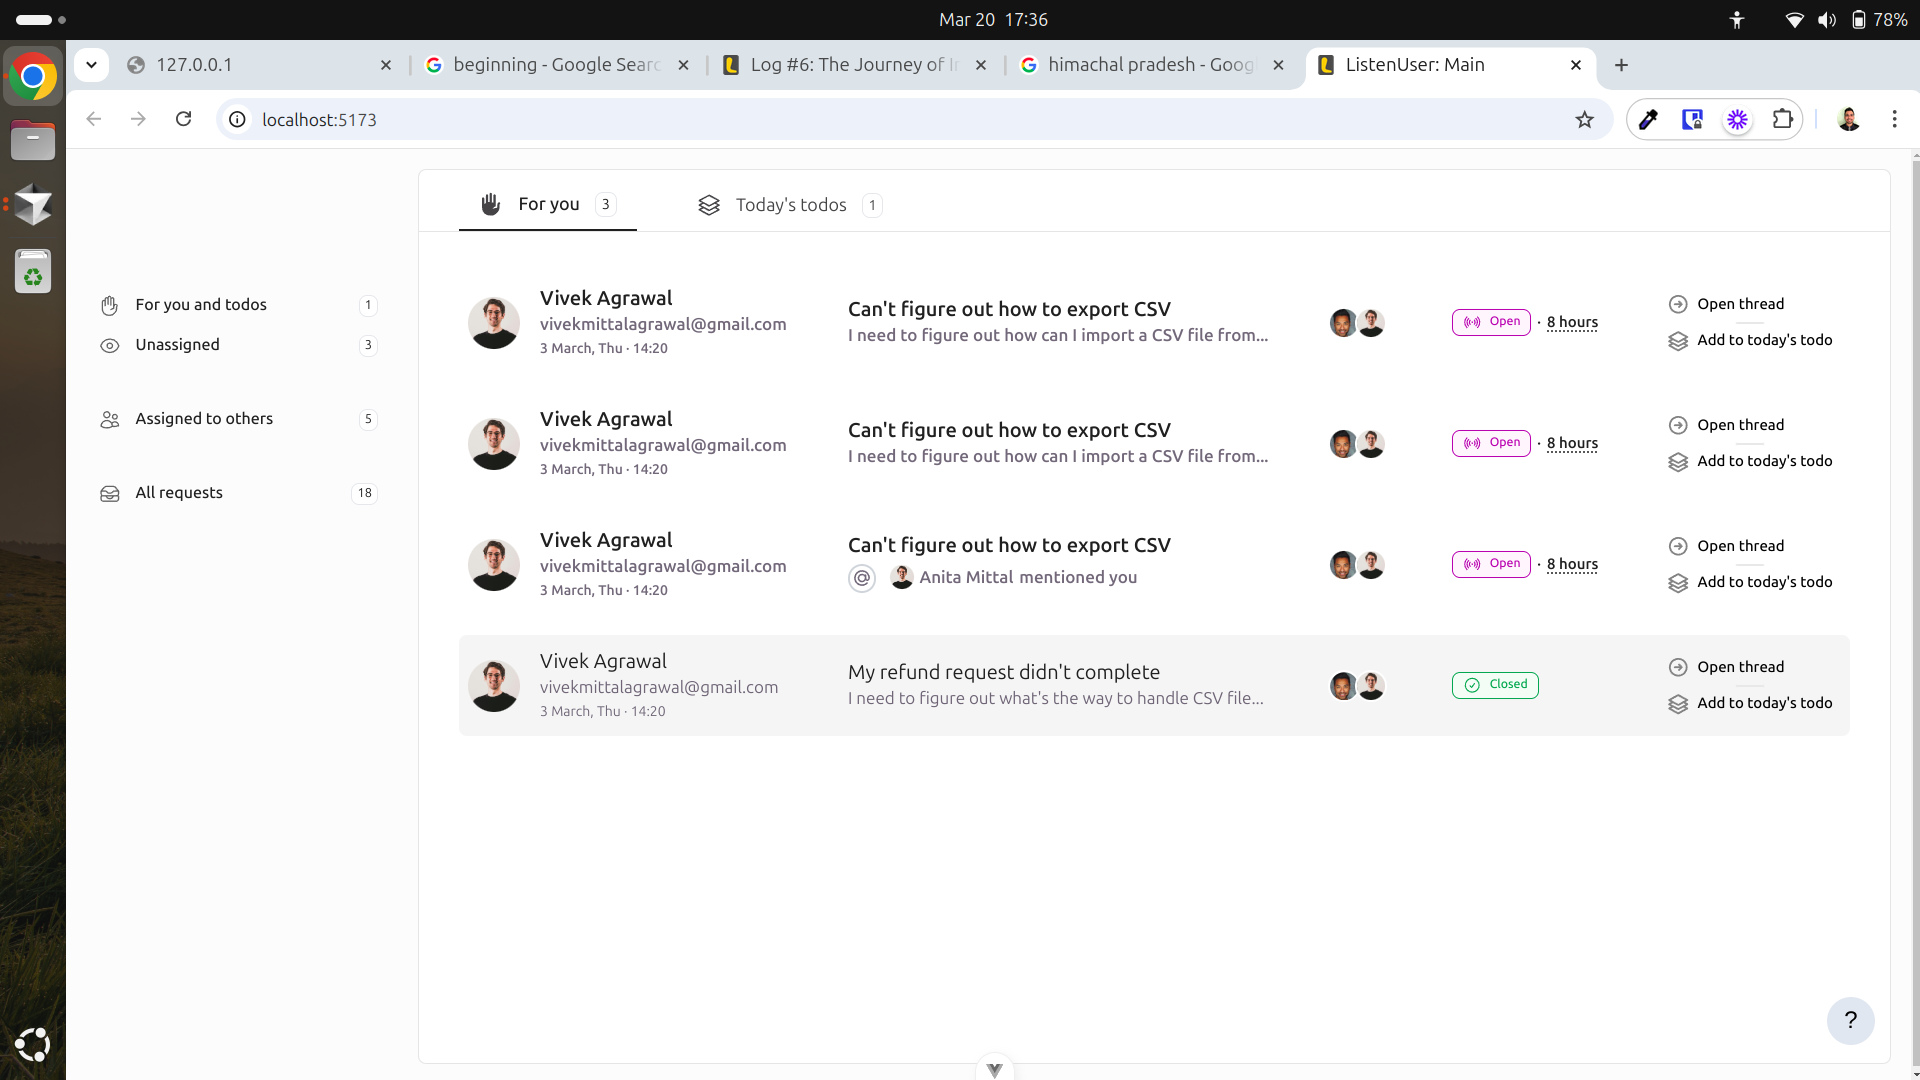 Mar 20 17:36
78%
127.0.0.1
beginning - Google Searc
Log #6: The Journey of I
himachal pradesh - Goog
ListenUser: Main
localhost:5173
For you 3
Today's todos 1
For you and todos 1
Unassigned 3
Assigned to others 5
All requests 18
Vivek Agrawal
vivekmittalagrawal@gmail.com
3 March, Thu · 14:20
Can't figure out how to export CSV
I need to figure out how can I import a CSV file from...
Open · 8 hours
Open thread
Add to today's todo
Vivek Agrawal
vivekmittalagrawal@gmail.com
3 March, Thu · 14:20
Can't figure out how to export CSV
I need to figure out how can I import a CSV file from...
Open · 8 hours
Open thread
Add to today's todo
Vivek Agrawal
vivekmittalagrawal@gmail.com
3 March, Thu · 14:20
Can't figure out how to export CSV
@ Anita Mittal mentioned you
Open · 8 hours
Open thread
Add to today's todo
Vivek Agrawal
vivekmittalagrawal@gmail.com
3 March, Thu · 14:20
My refund request didn't complete
I need to figure out what's the way to handle CSV file...
Closed
Open thread
Add to today's todo
?